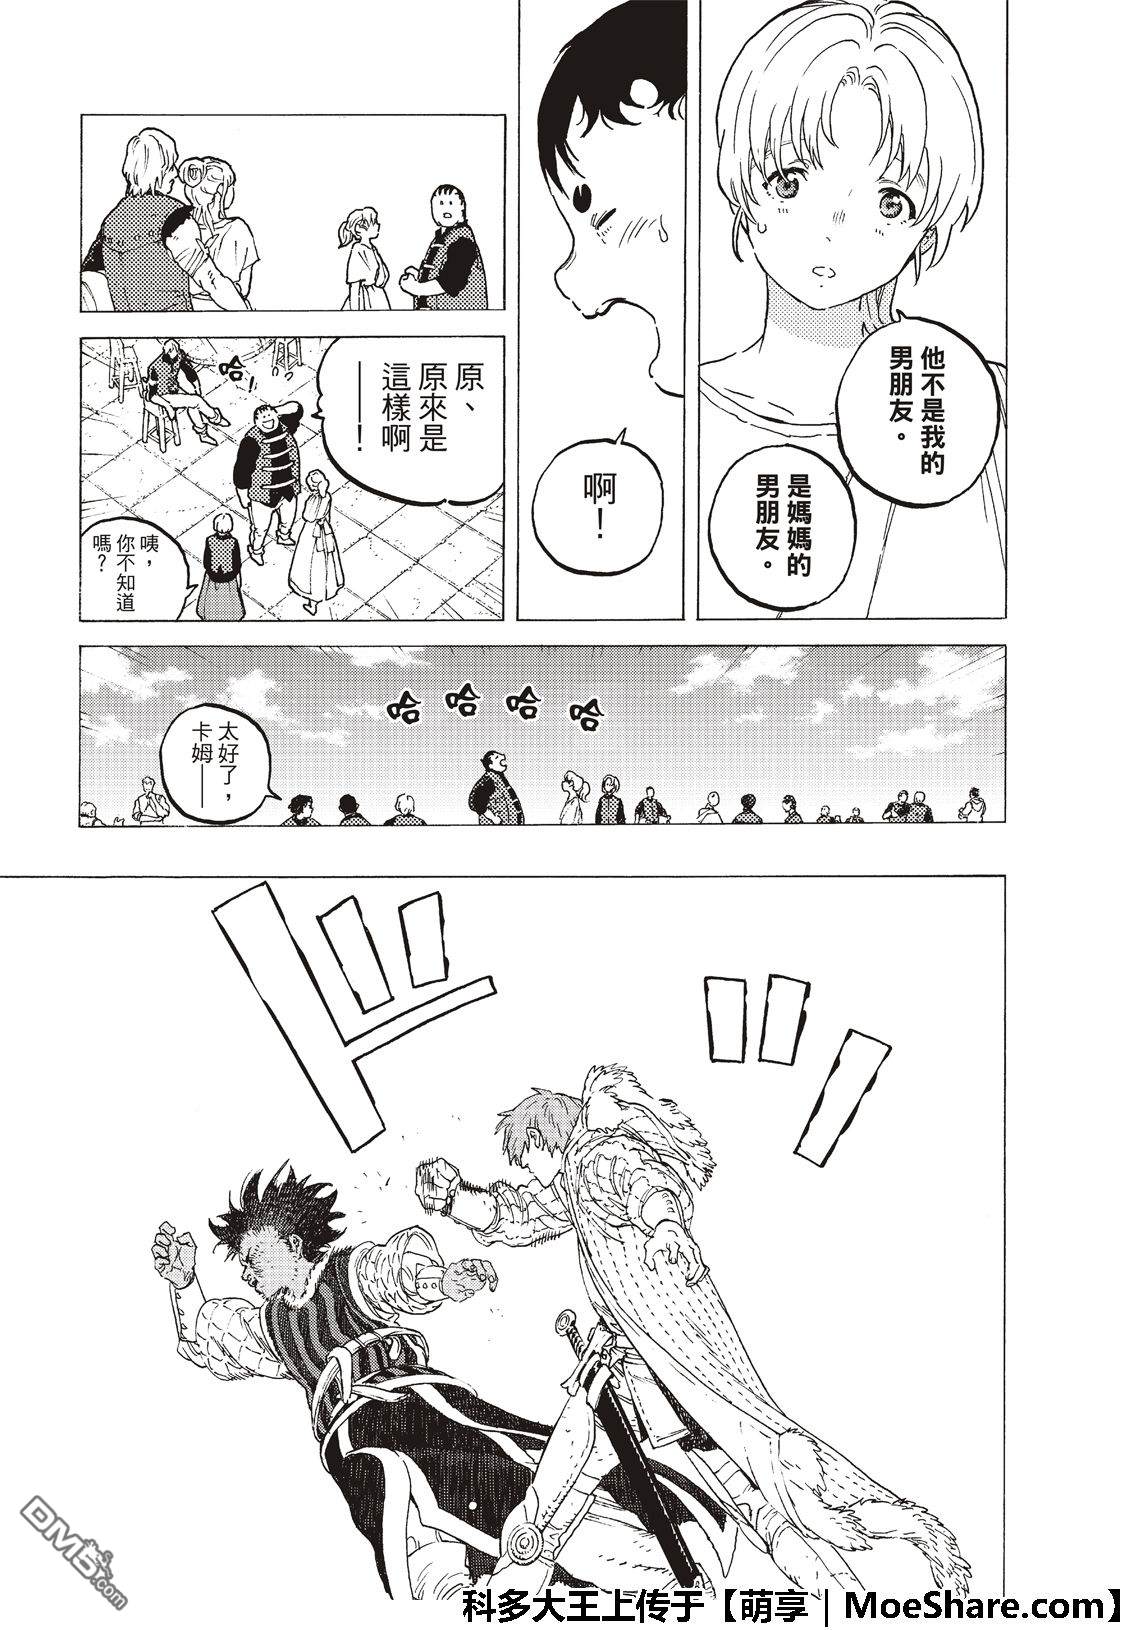 他不是我的
男朋友。
是媽媽的
男朋友。
啊！
原、
原來是
這樣啊
——！
哈
咦，
你不知道
嗎？
哈
哈
哈
哈
太好了，
卡姆——
ドッ
DM5.com
科多大王上传于【萌享｜MoeShare.com】